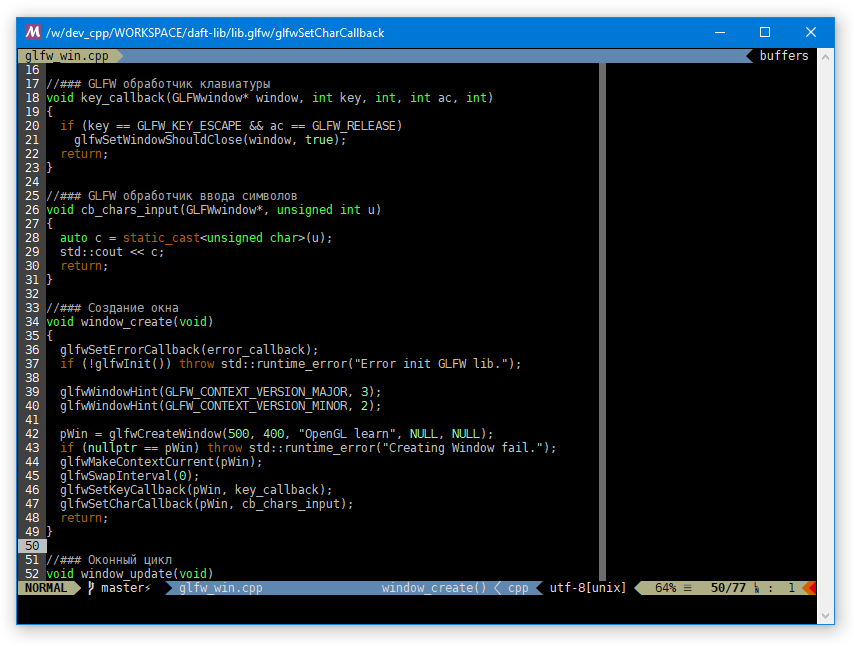 M /w/dev_cpp/WORKSPACE/daft-lib/lib.glfw/glfwSetCharCallback
glfw_win.cpp buffers
16
17 //### GLFW обработчик клавиатуры
18 void key_callback(GLFWwindow* window, int key, int, int ac, int)
19 {
20   if (key == GLFW_KEY_ESCAPE && ac == GLFW_RELEASE)
21     glfwSetWindowShouldClose(window, true);
22   return;
23 }
24
25 //### GLFW обработчик ввода символов
26 void cb_chars_input(GLFWwindow*, unsigned int u)
27 {
28   auto c = static_cast<unsigned char>(u);
29   std::cout << c;
30   return;
31 }
32
33 //### Создание окна
34 void window_create(void)
35 {
36   glfwSetErrorCallback(error_callback);
37   if (!glfwInit()) throw std::runtime_error("Error init GLFW lib.");
38
39   glfwWindowHint(GLFW_CONTEXT_VERSION_MAJOR, 3);
40   glfwWindowHint(GLFW_CONTEXT_VERSION_MINOR, 2);
41
42   pWin = glfwCreateWindow(500, 400, "OpenGL learn", NULL, NULL);
43   if (nullptr == pWin) throw std::runtime_error("Creating Window fail.");
44   glfwMakeContextCurrent(pWin);
45   glfwSwapInterval(0);
46   glfwSetKeyCallback(pWin, key_callback);
47   glfwSetCharCallback(pWin, cb_chars_input);
48   return;
49 }
50
51 //### Оконный цикл
52 void window_update(void)
NORMAL master⚡ glfw_win.cpp window_create() cpp utf-8[unix] 64% ≡ 50/77 ㏑ : 1